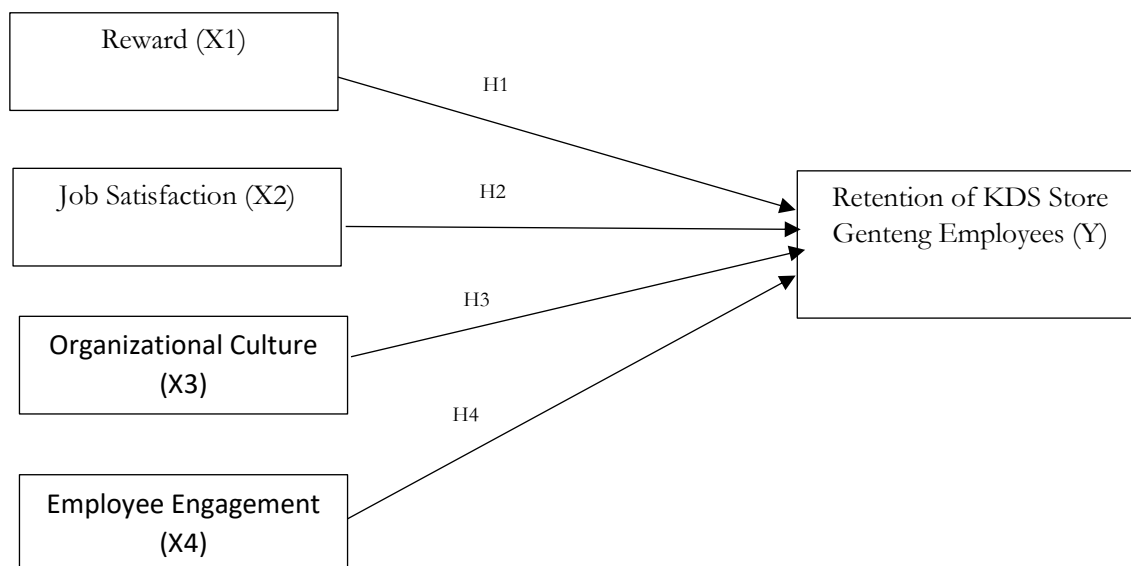 Reward (X1)
H1
Job Satisfaction (X2)
H2
Retention of KDS Store
Genteng Employees (Y)
H3
Organizational Culture
(X3)
H4
Employee Engagement
(X4)